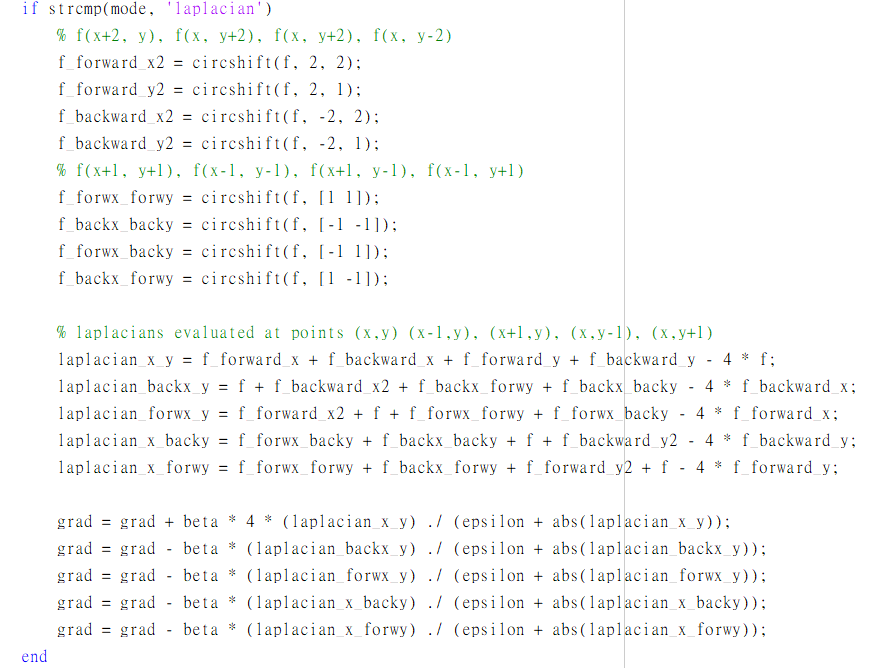 if strcmp(mode, 'laplacian')
% f(x+2, y), f(x, y+2), f(x, y+2), f(x, y-2)
f_forward_x2 = circshift(f, 2, 2);
f_forward_y2 = circshift(f, 2, 1);
f_backward_x2 = circshift(f, -2, 2);
f_backward_y2 = circshift(f, -2, 1);
% f(x+1, y+1), f(x-1, y-1), f(x+1, y-1), f(x-1, y+1)
f_forwx_forwy = circshift(f, [1 1]);
f_backx_backy = circshift(f, [-1 -1]);
f_forwx_backy = circshift(f, [-1 1]);
f_backx_forwy = circshift(f, [1 -1]);
% laplacians evaluated at points (x,y) (x-1,y), (x+1,y), (x,y-1), (x,y+1)
laplacian_x_y = f_forward_x + f_backward_x + f_forward_y + f_backward_y - 4 * f;
laplacian_backx_y = f + f_backward_x2 + f_backx_forwy + f_backx_backy - 4 * f_backward_x;
laplacian_forwx_y = f_forward_x2 + f + f_forwx_forwy + f_forwx_backy - 4 * f_forward_x;
laplacian_x_backy = f_forwx_backy + f_backx_backy + f + f_backward_y2 - 4 * f_backward_y;
laplacian_x_forwy = f_forwx_forwy + f_backx_forwy + f_forward_y2 + f - 4 * f_forward_y;
grad = grad + beta * 4 * (laplacian_x_y) ./ (epsilon + abs(laplacian_x_y));
grad = grad - beta * (laplacian_backx_y) ./ (epsilon + abs(laplacian_backx_y));
grad = grad - beta * (laplacian_forwx_y) ./ (epsilon + abs(laplacian_forwx_y));
grad = grad - beta * (laplacian_x_backy) ./ (epsilon + abs(laplacian_x_backy));
grad = grad - beta * (laplacian_x_forwy) ./ (epsilon + abs(laplacian_x_forwy));
end